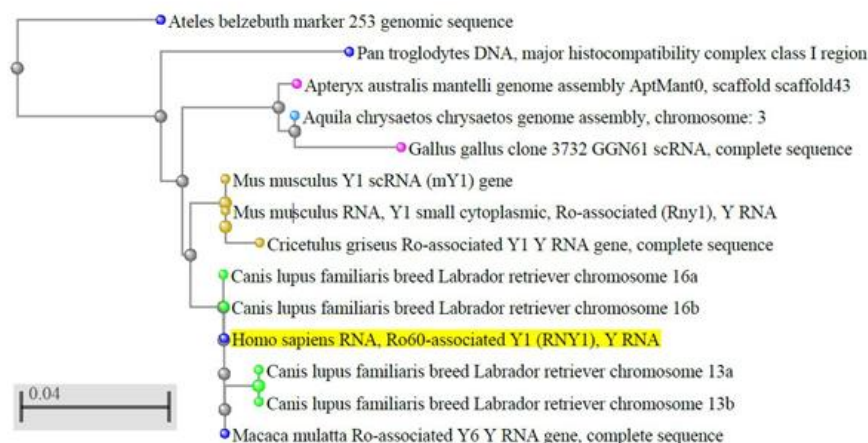 Ateles belzebuth marker 253 genomic sequence
Pan troglodytes DNA, major histocompatibility complex class I region
Apteryx australis mantelli genome assembly AptMant0, scaffold scaffold43
Aquila chrysaetos chrysaetos genome assembly, chromosome: 3
Gallus gallus clone 3732 GGN61 scRNA, complete sequence
Mus musculus Y1 scRNA (mY1) gene
Mus musculus RNA, Y1 small cytoplasmic, Ro-associated (Rny1), Y RNA
Cricetulus griseus Ro-associated Y1 Y RNA gene, complete sequence
Canis lupus familiaris breed Labrador retriever chromosome 16a
Canis lupus familiaris breed Labrador retriever chromosome 16b
Homo sapiens RNA, Ro60-associated Y1 (RNY1), Y RNA
Canis lupus familiaris breed Labrador retriever chromosome 13a
Canis lupus familiaris breed Labrador retriever chromosome 13b
Macaca mulatta Ro-associated Y6 Y RNA gene, complete sequence
0.04